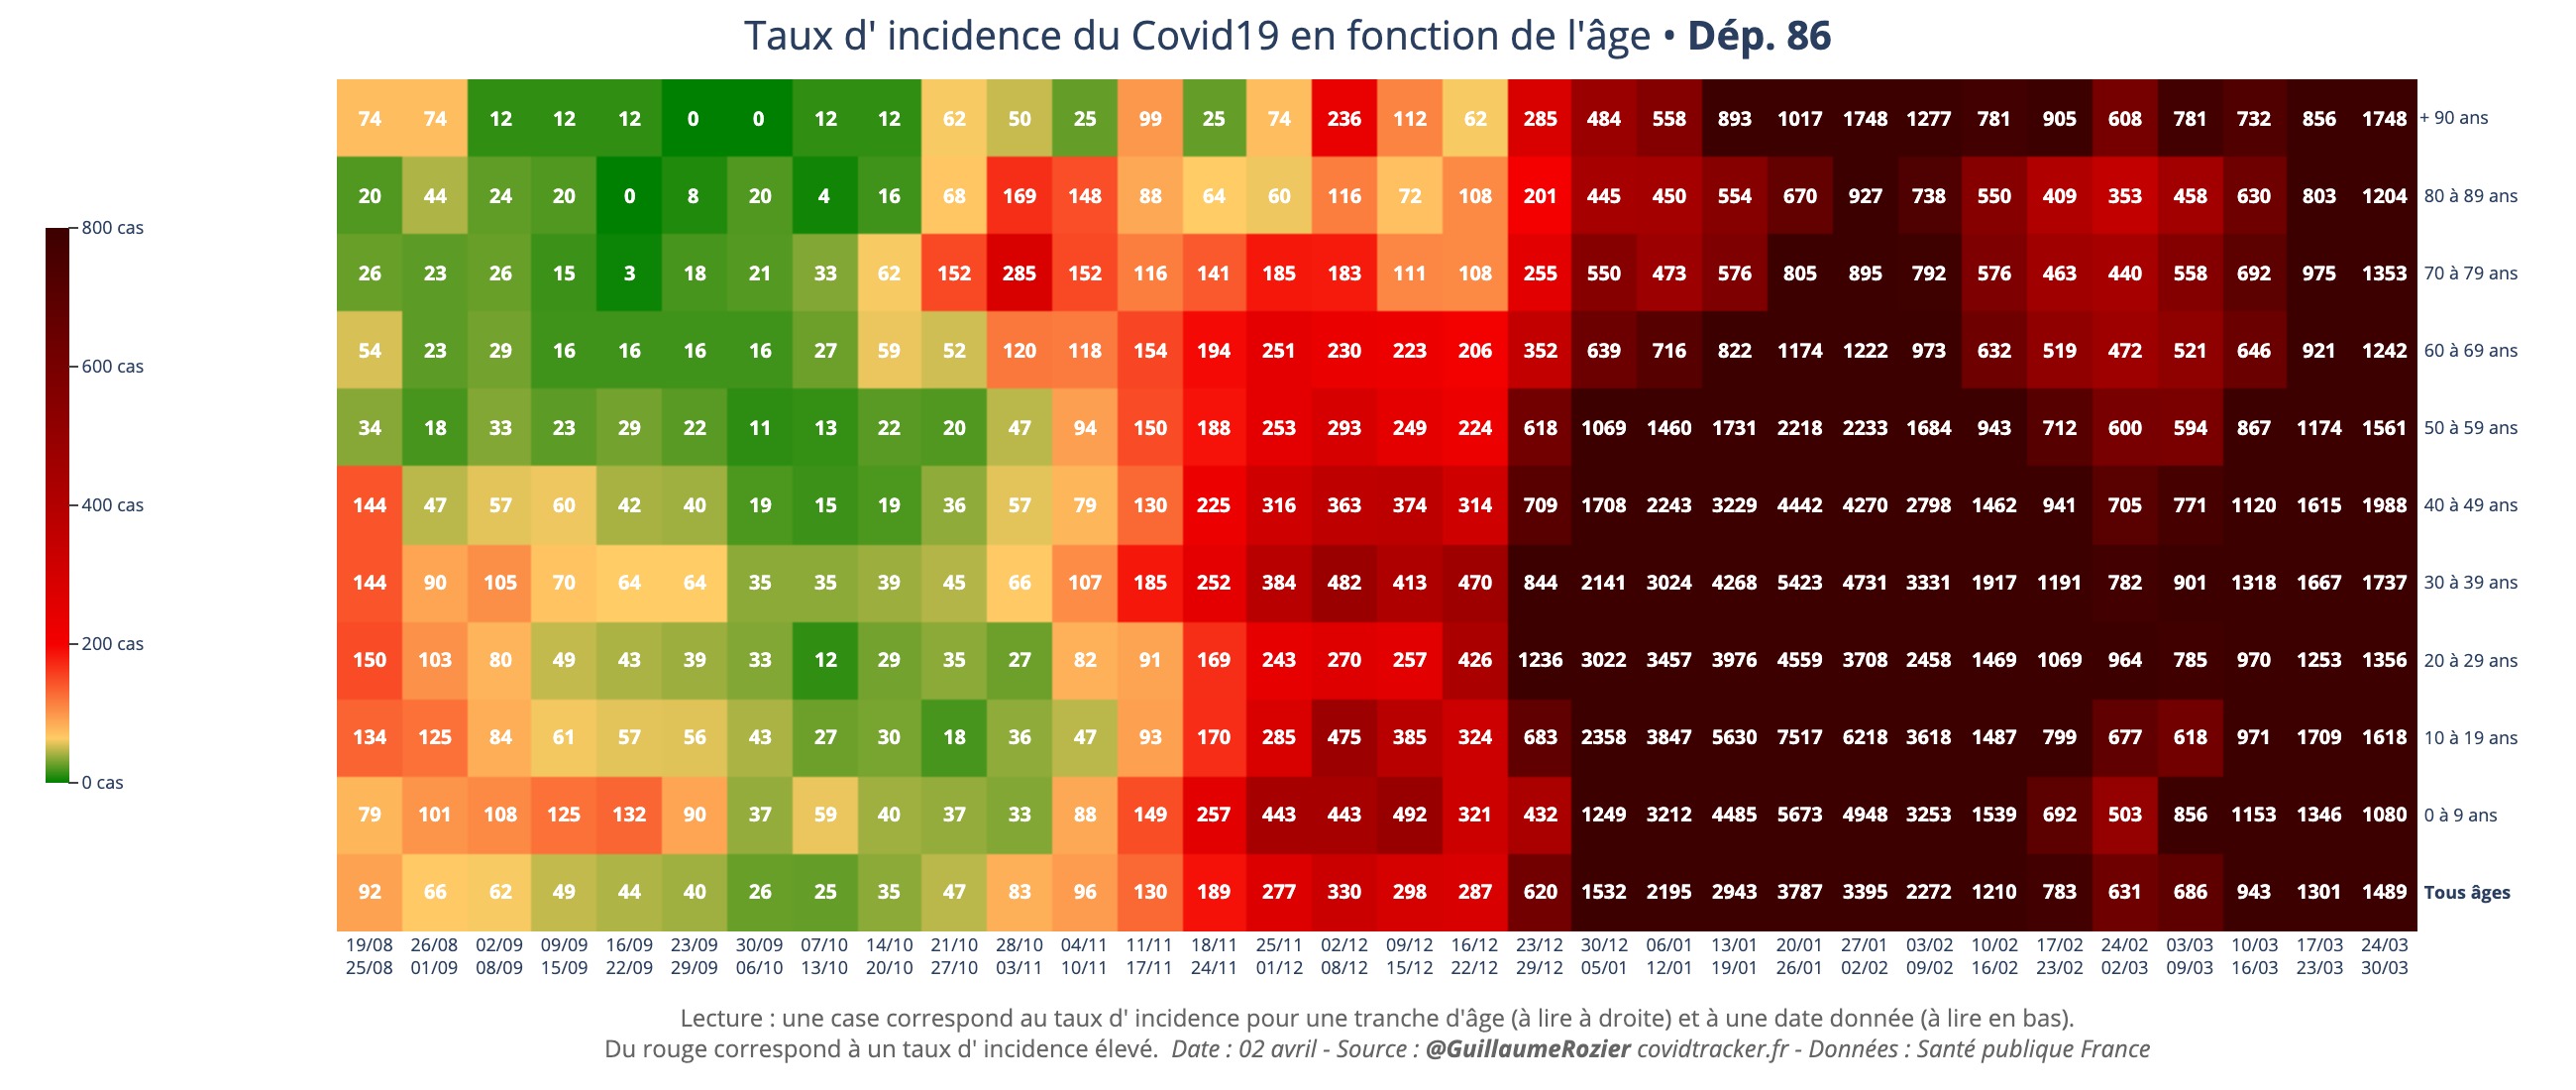 Taux d' incidence du Covid19 en fonction de l'âge • Dép. 86
800 cas
600 cas
400 cas
200 cas
0 cas
74 74 12 12 12 0 0 12 12 62 50 25 99 25 74 236 112 62 285 484 558 893 1017 1748 1277 781 905 608 781 732 856 1748 + 90 ans
20 44 24 20 0 8 20 4 16 68 169 148 88 64 60 116 72 108 201 445 450 554 670 927 738 550 409 353 458 630 803 1204 80 à 89 ans
26 23 26 15 3 18 21 33 62 152 285 152 116 141 185 183 111 108 255 550 473 576 805 895 792 576 463 440 558 692 975 1353 70 à 79 ans
54 23 29 16 16 16 16 27 59 52 120 118 154 194 251 230 223 206 352 639 716 822 1174 1222 973 632 519 472 521 646 921 1242 60 à 69 ans
34 18 33 23 29 22 11 13 22 20 47 94 150 188 253 293 249 224 618 1069 1460 1731 2218 2233 1684 943 712 600 594 867 1174 1561 50 à 59 ans
144 47 57 60 42 40 19 15 19 36 57 79 130 225 316 363 374 314 709 1708 2243 3229 4442 4270 2798 1462 941 705 771 1120 1615 1988 40 à 49 ans
144 90 105 70 64 64 35 35 39 45 66 107 185 252 384 482 413 470 844 2141 3024 4268 5423 4731 3331 1917 1191 782 901 1318 1667 1737 30 à 39 ans
150 103 80 49 43 39 33 12 29 35 27 82 91 169 243 270 257 426 1236 3022 3457 3976 4559 3708 2458 1469 1069 964 785 970 1253 1356 20 à 29 ans
134 125 84 61 57 56 43 27 30 18 36 47 93 170 285 475 385 324 683 2358 3847 5630 7517 6218 3618 1487 799 677 618 971 1709 1618 10 à 19 ans
79 101 108 125 132 90 37 59 40 37 33 88 149 257 443 443 492 321 432 1249 3212 4485 5673 4948 3253 1539 692 503 856 1153 1346 1080 0 à 9 ans
92 66 62 49 44 40 26 25 35 47 83 96 130 189 277 330 298 287 620 1532 2195 2943 3787 3395 2272 1210 783 631 686 943 1301 1489 Tous âges
19/08 26/08 02/09 09/09 16/09 23/09 30/09 07/10 14/10 21/10 28/10 04/11 11/11 18/11 25/11 02/12 09/12 16/12 23/12 30/12 06/01 13/01 20/01 27/01 03/02 10/02 17/02 24/02 03/03 10/03 17/03 24/03
25/08 01/09 08/09 15/09 22/09 29/09 06/10 13/10 20/10 27/10 03/11 10/11 17/11 24/11 01/12 08/12 15/12 22/12 29/12 05/01 12/01 19/01 26/01 02/02 09/02 16/02 23/02 02/03 09/03 16/03 23/03 30/03
Lecture : une case correspond au taux d' incidence pour une tranche d'âge (à lire à droite) et à une date donnée (à lire en bas).
Du rouge correspond à un taux d' incidence élevé. Date : 02 avril - Source : @GuillaumeRozier covidtracker.fr - Données : Santé publique France